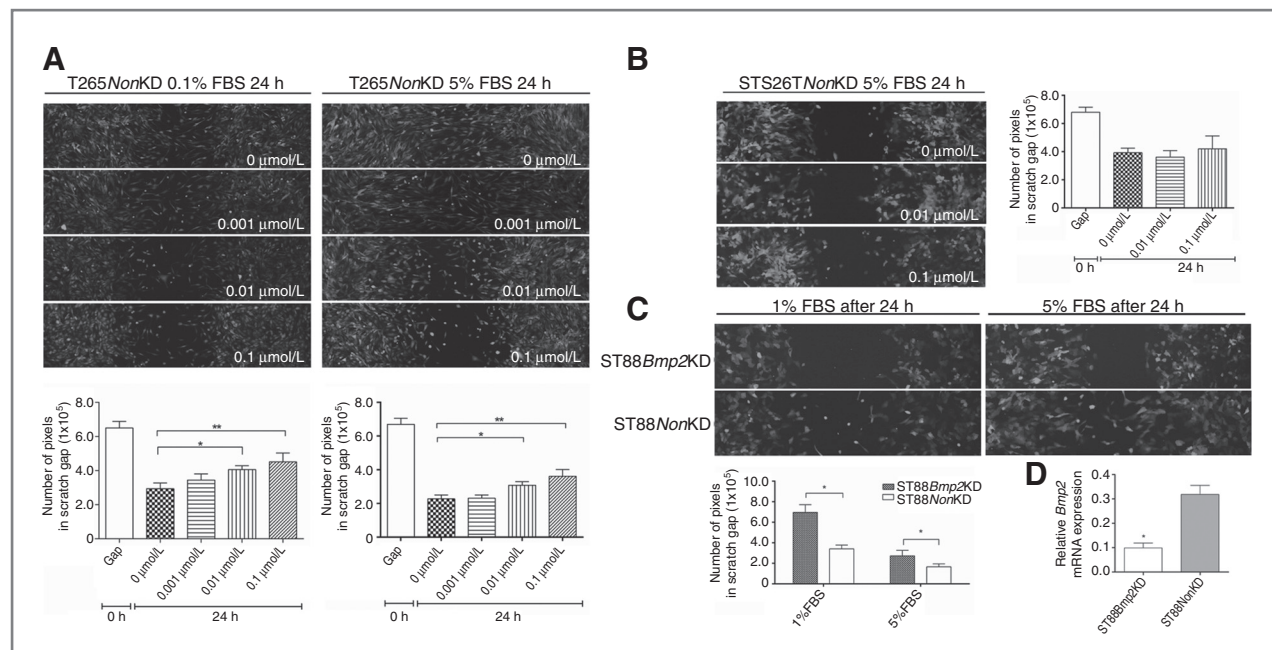 A
T265NonKD 0.1% FBS 24 h
T265NonKD 5% FBS 24 h
0 μmol/L
0.001 μmol/L
0.01 μmol/L
0.1 μmol/L
0 μmol/L
0.001 μmol/L
0.01 μmol/L
0.1 μmol/L
Number of pixels
in scratch gap (1x10⁵)
8.0
6.0
4.0
2.0
0
**
*
Gap
0 μmol/L
0.001 μmol/L
0.01 μmol/L
0.1 μmol/L
0 h
24 h
Number of pixels
in scratch gap (1x10⁵)
8.0
6.0
4.0
2.0
0
**
*
Gap
0 μmol/L
0.001 μmol/L
0.01 μmol/L
0.1 μmol/L
0 h
24 h
B
STS26TNonKD 5% FBS 24 h
0 μmol/L
0.01 μmol/L
0.1 μmol/L
Number of pixels
in scratch gap (1x10⁵)
8.0
6.0
4.0
2.0
0
Gap
0 μmol/L
0.01 μmol/L
0.1 μmol/L
0 h
24 h
C
1% FBS after 24 h
5% FBS after 24 h
ST88Bmp2KD
ST88NonKD
Number of pixels
in scratch gap (1x10⁵)
10
8.0
6.0
4.0
2.0
0
*
*
ST88Bmp2KD
ST88NonKD
1%FBS
5%FBS
D
Relative Bmp2
mRNA expression
0.4
0.3
0.2
0.1
0.0
*
ST88Bmp2KD
ST88NonKD